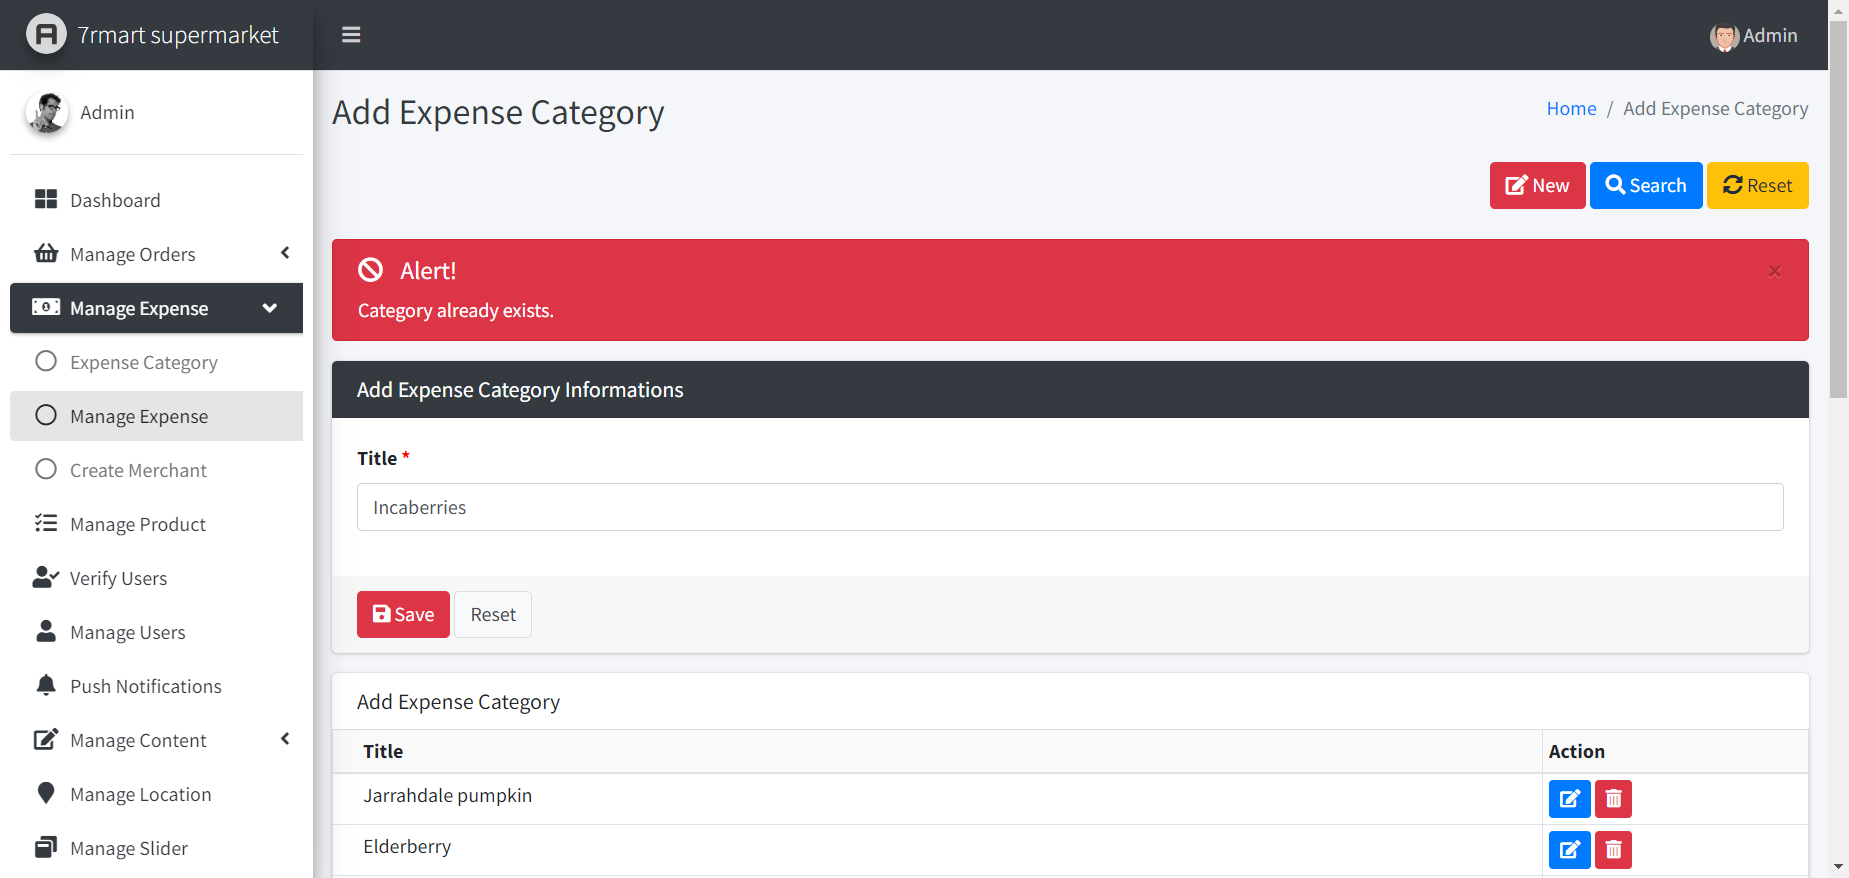 7rmart supermarket
Admin
Admin
Dashboard
Manage Orders
Manage Expense
Expense Category
Manage Expense
Create Merchant
Manage Product
Verify Users
Manage Users
Push Notifications
Manage Content
Manage Location
Manage Slider
Add Expense Category
Home / Add Expense Category
New
Search
Reset
Alert!
×
Category already exists.
Add Expense Category Informations
Title *
Incaberries
Save
Reset
Add Expense Category
Title
Action
Jarrahdale pumpkin
Elderberry